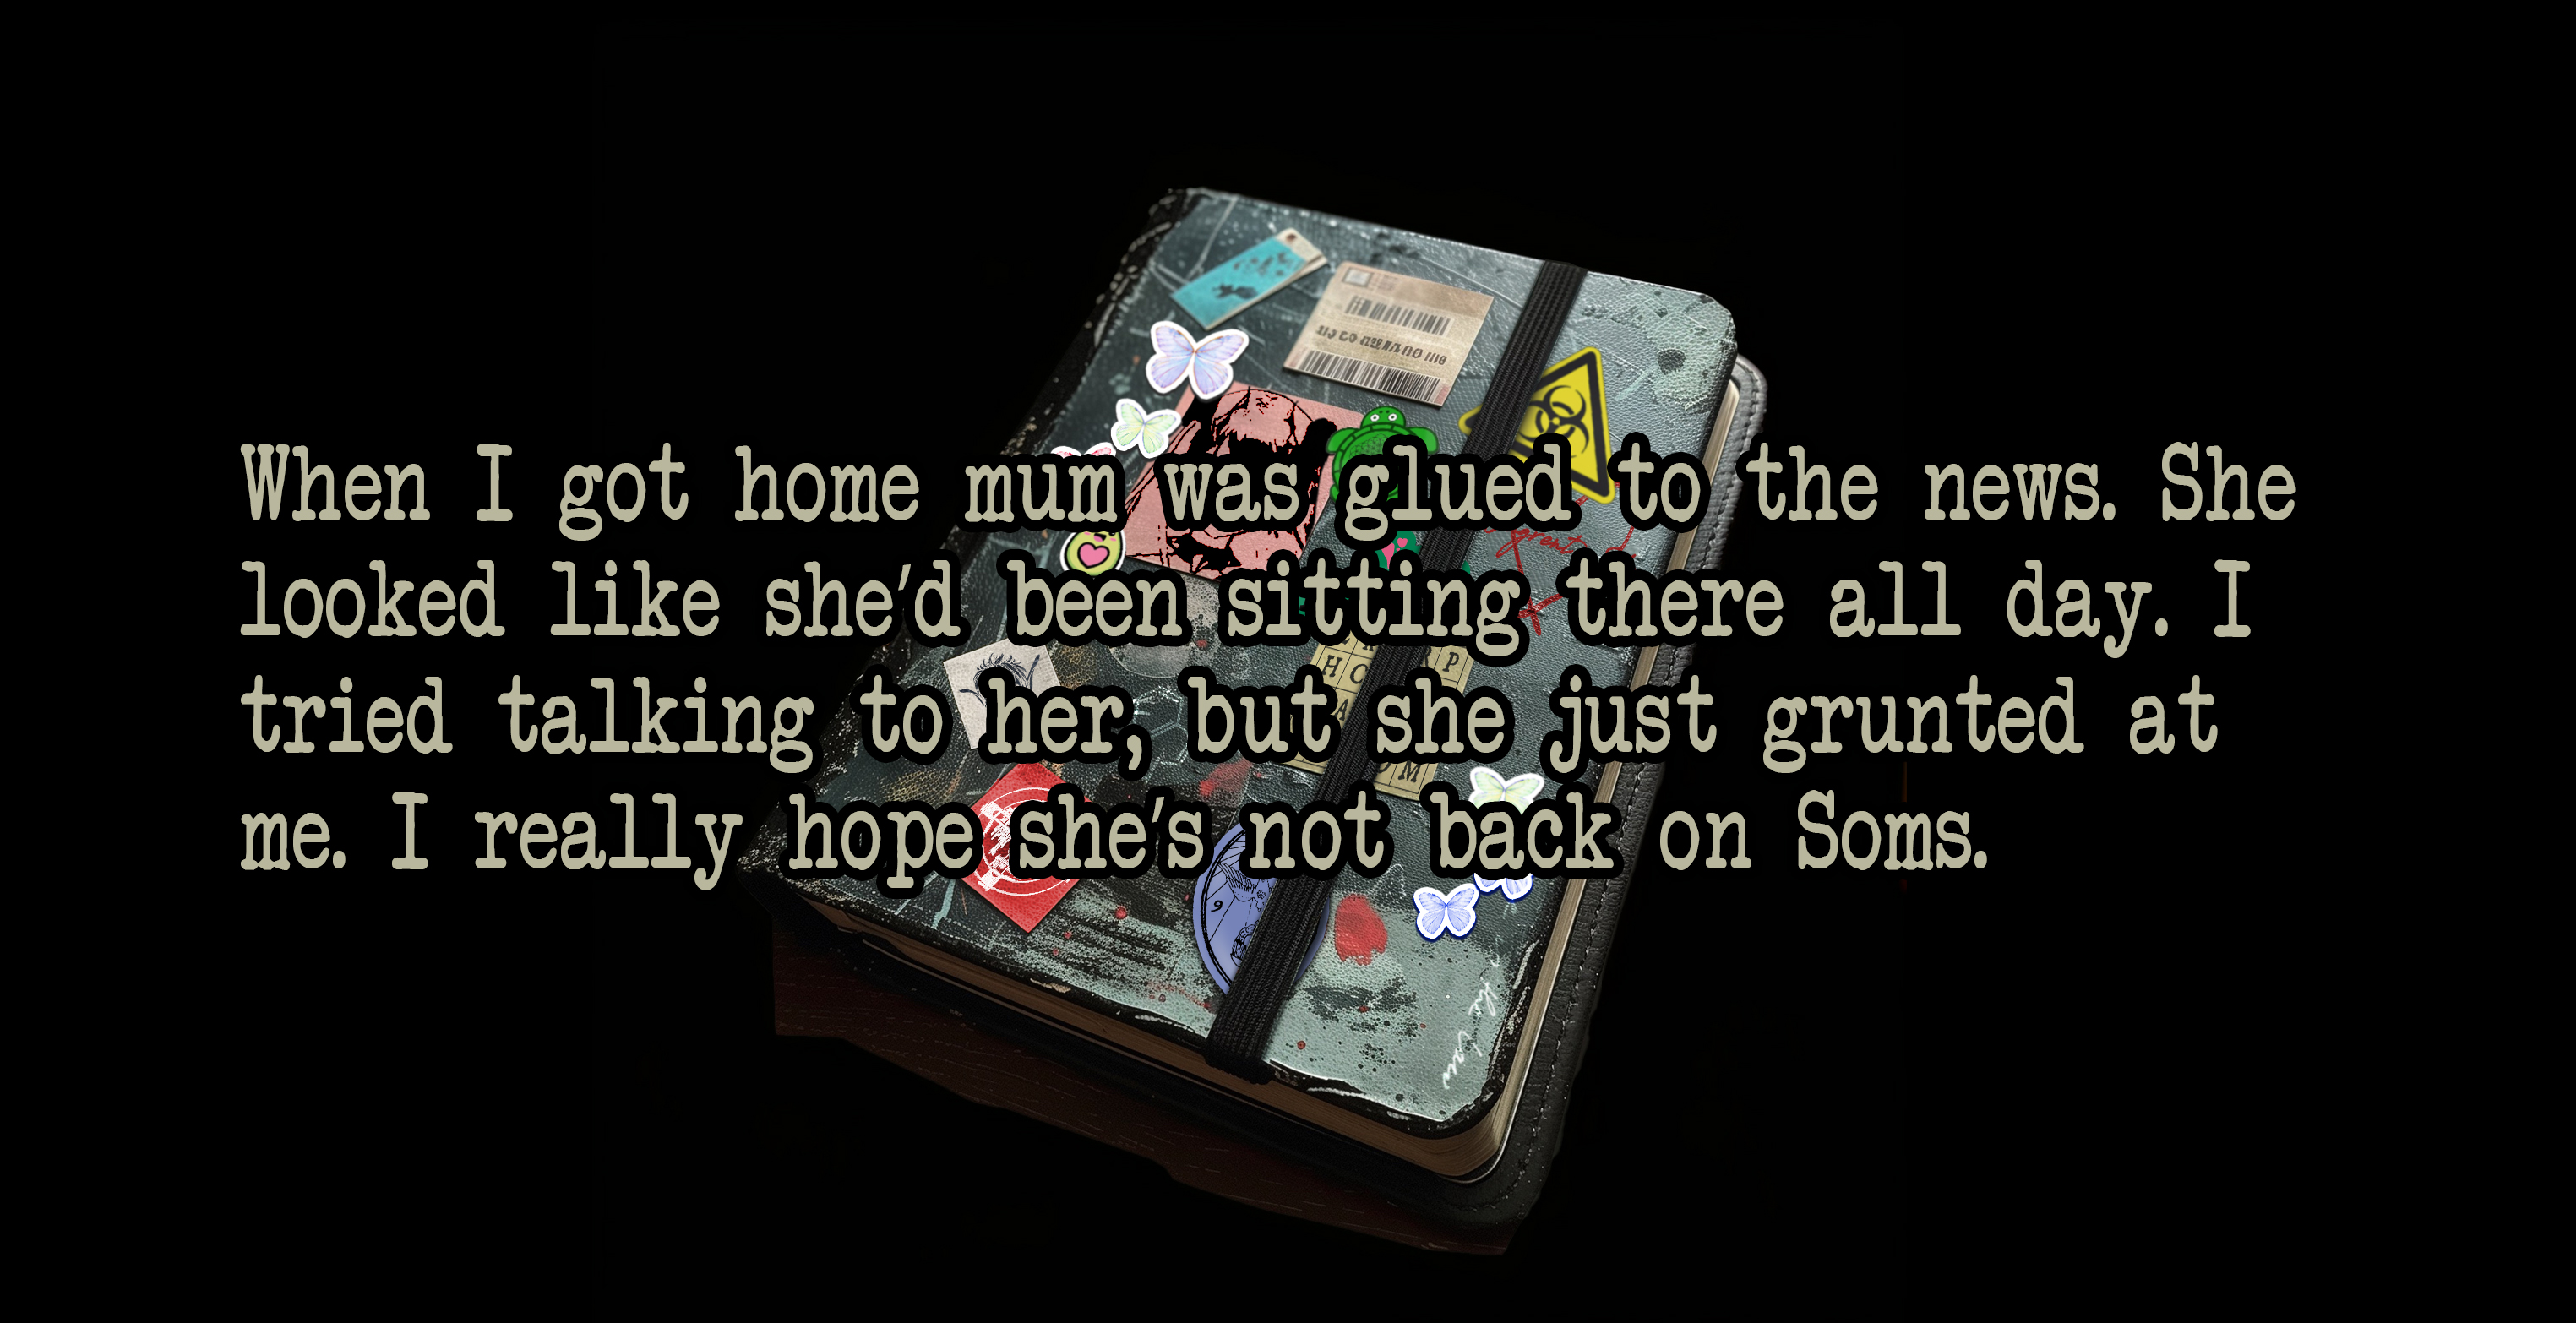 When I got home mum was glued to the news. She
looked like she'd been sitting there all day. I
tried talking to her, but she just grunted at
me. I really hope she's not back on Soms.